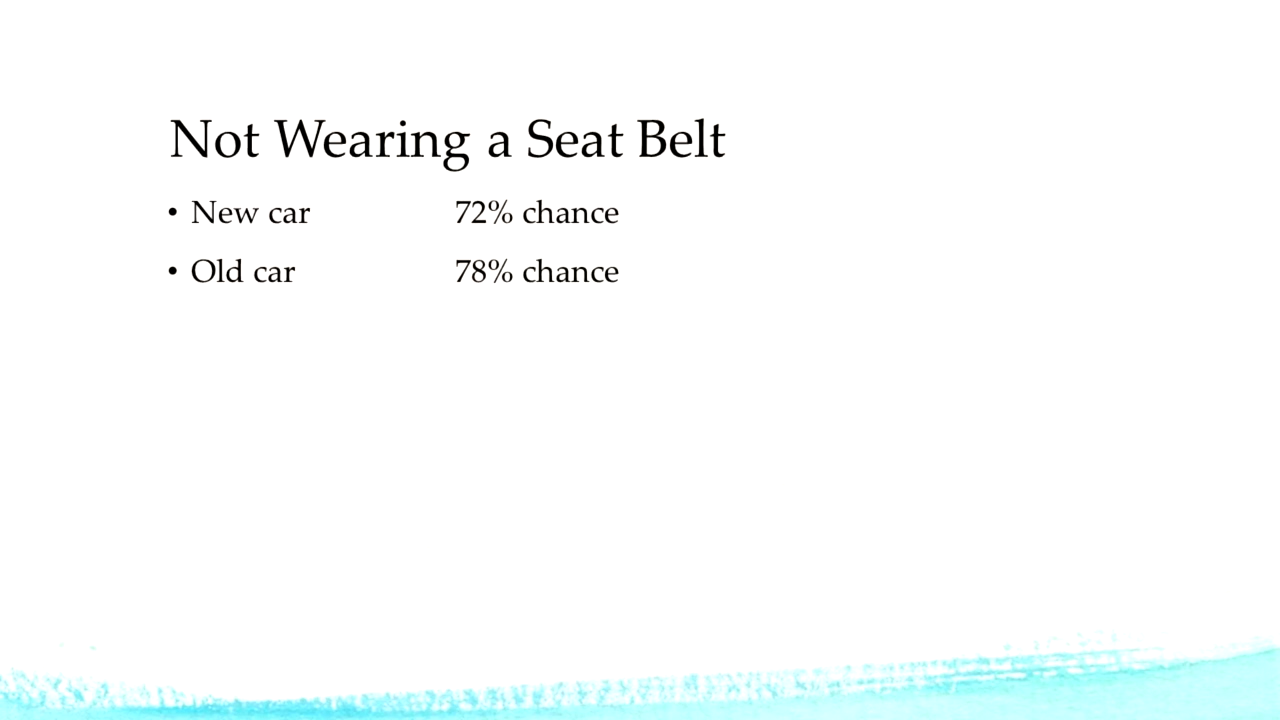 Not Wearing a Seat Belt
• New car 72% chance
• Old car 78% chance